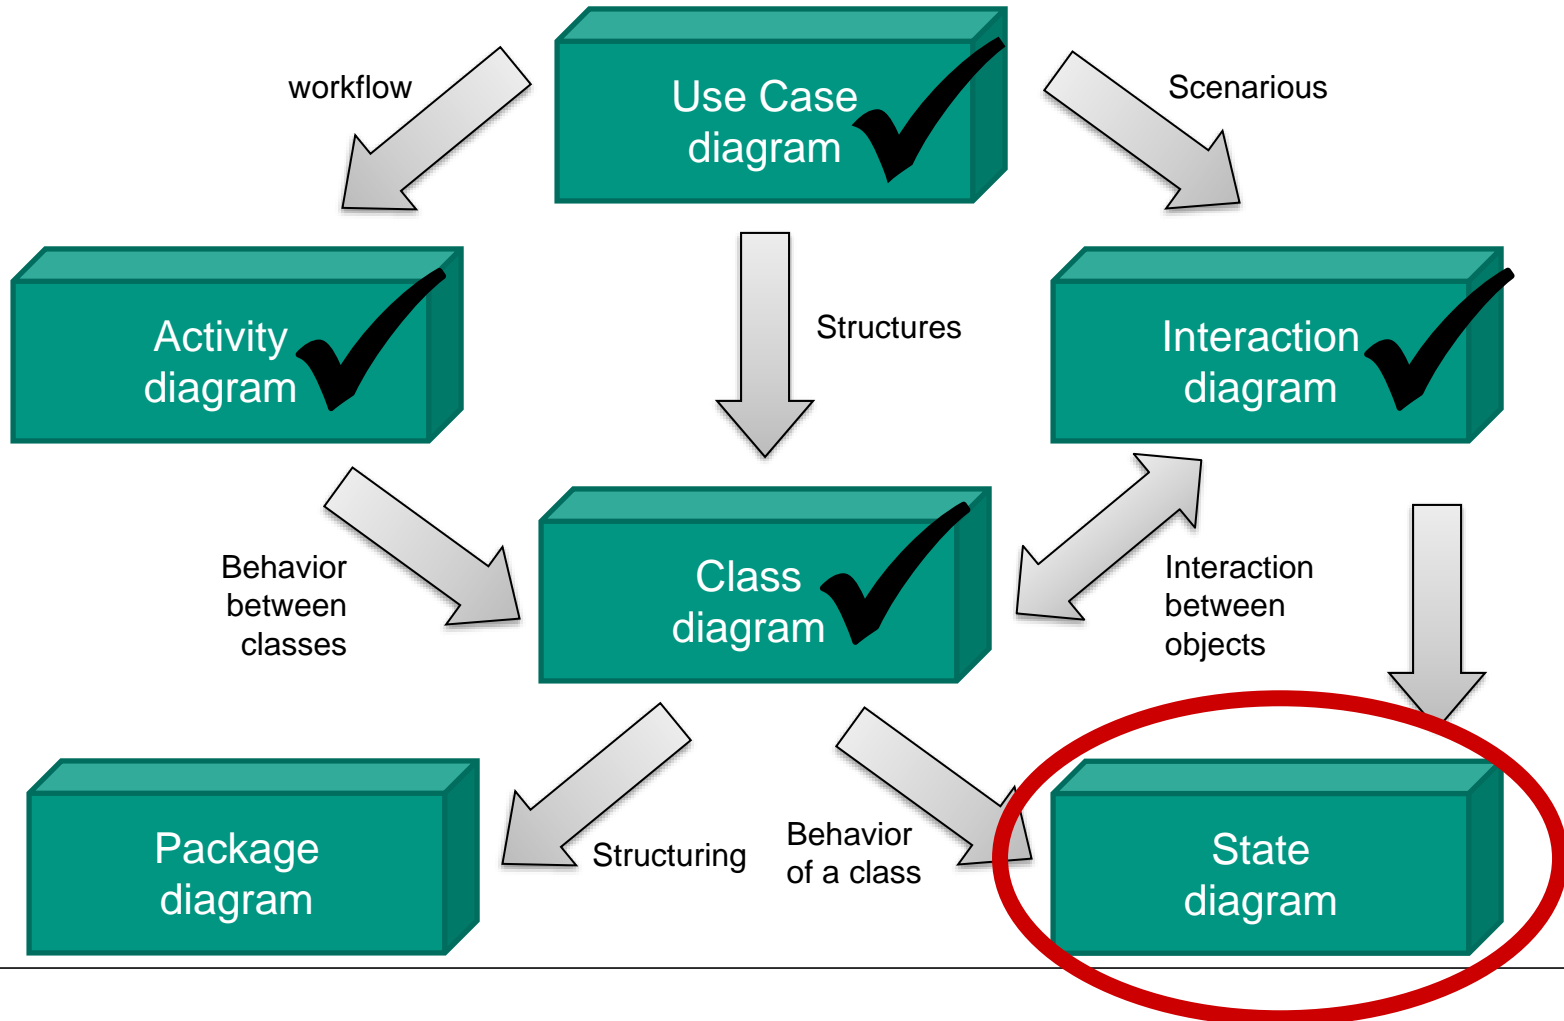 workflow
Use Case
diagram
Scenarious
Activity
diagram
Structures
Interaction
diagram
Behavior
between
classes
Class
diagram
Interaction
between
objects
Package
diagram
Structuring
Behavior
of a class
State
diagram